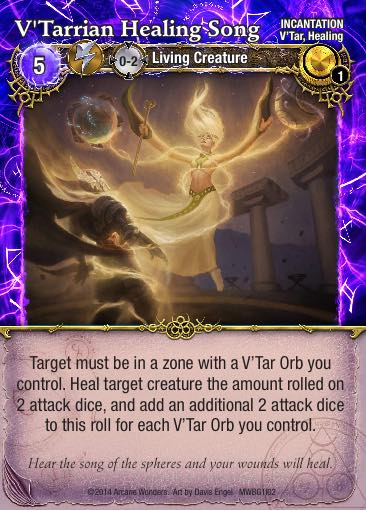 V'Tarrian Healing Song
INCANTATION
V'Tar, Healing
5
0-2
Living Creature
1
Target must be in a zone with a V'Tar Orb you
control. Heal target creature the amount rolled on
2 attack dice, and add an additional 2 attack dice
to this roll for each V'Tar Orb you control.
Hear the song of the spheres and your wounds will heal.
©2014 Arcane Wonders. Art by Davis Engel. MWBG1I02